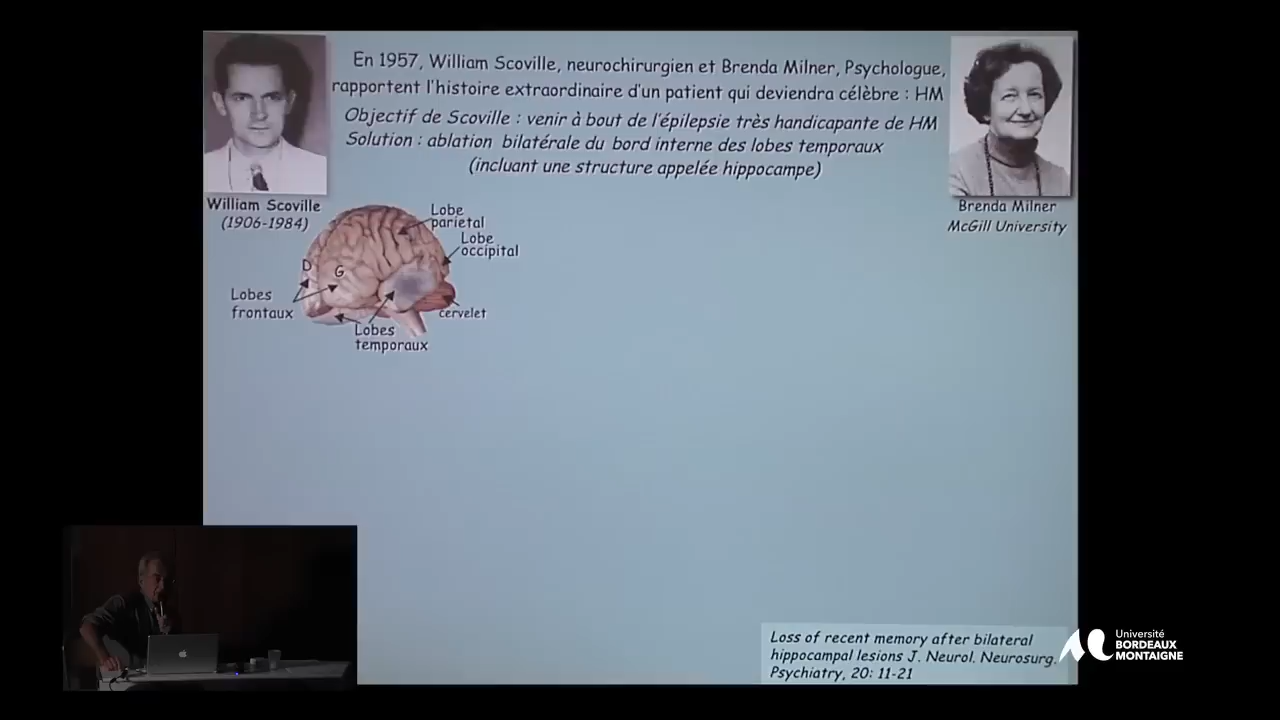 En 1957, William Scoville, neurochirurgien et Brenda Milner, Psychologue,
rapportent l'histoire extraordinaire d'un patient qui deviendra célèbre : HM
Objectif de Scoville : venir à bout de l'épilepsie très handicapante de HM
Solution : ablation bilatérale du bord interne des lobes temporaux
(incluant une structure appelée hippocampe)
William Scoville
(1906-1984)
Brenda Milner
McGill University
Lobe
parietal
Lobe
occipital
D
G
Lobes
frontaux
cervelet
Lobes
temporaux
Loss of recent memory after bilateral
hippocampal lesions J. Neurol. Neurosurg.
Psychiatry, 20: 11-21
Université
BORDEAUX
MONTAIGNE